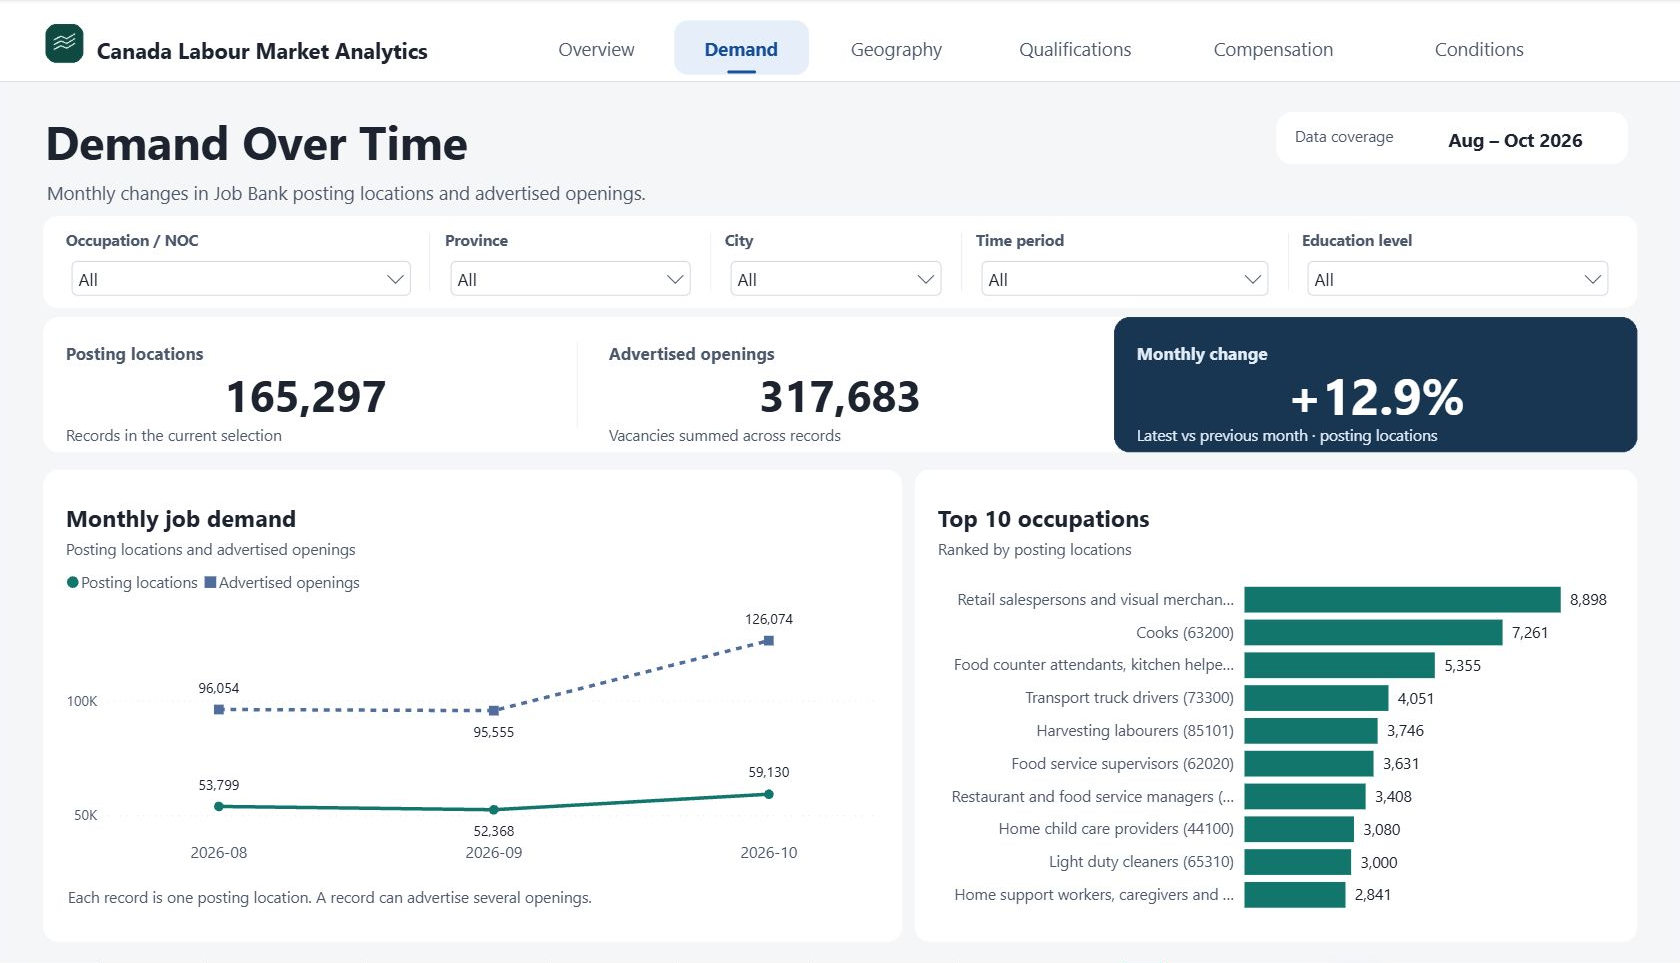 Canada Labour Market Analytics
Overview
Demand
Geography
Qualifications
Compensation
Conditions
Demand Over Time
Monthly changes in Job Bank posting locations and advertised openings.
Data coverage
Aug – Oct 2026
Occupation / NOC
All
Province
All
City
All
Time period
All
Education level
All
Posting locations
165,297
Records in the current selection
Advertised openings
317,683
Vacancies summed across records
Monthly change
+12.9%
Latest vs previous month · posting locations
Monthly job demand
Posting locations and advertised openings
Posting locations
Advertised openings
126,074
96,054
100K
95,555
59,130
53,799
50K
52,368
2026-08
2026-09
2026-10
Each record is one posting location. A record can advertise several openings.
Top 10 occupations
Ranked by posting locations
Retail salespersons and visual merchan... 8,898
Cooks (63200) 7,261
Food counter attendants, kitchen helpe... 5,355
Transport truck drivers (73300) 4,051
Harvesting labourers (85101) 3,746
Food service supervisors (62020) 3,631
Restaurant and food service managers (... 3,408
Home child care providers (44100) 3,080
Light duty cleaners (65310) 3,000
Home support workers, caregivers and ... 2,841